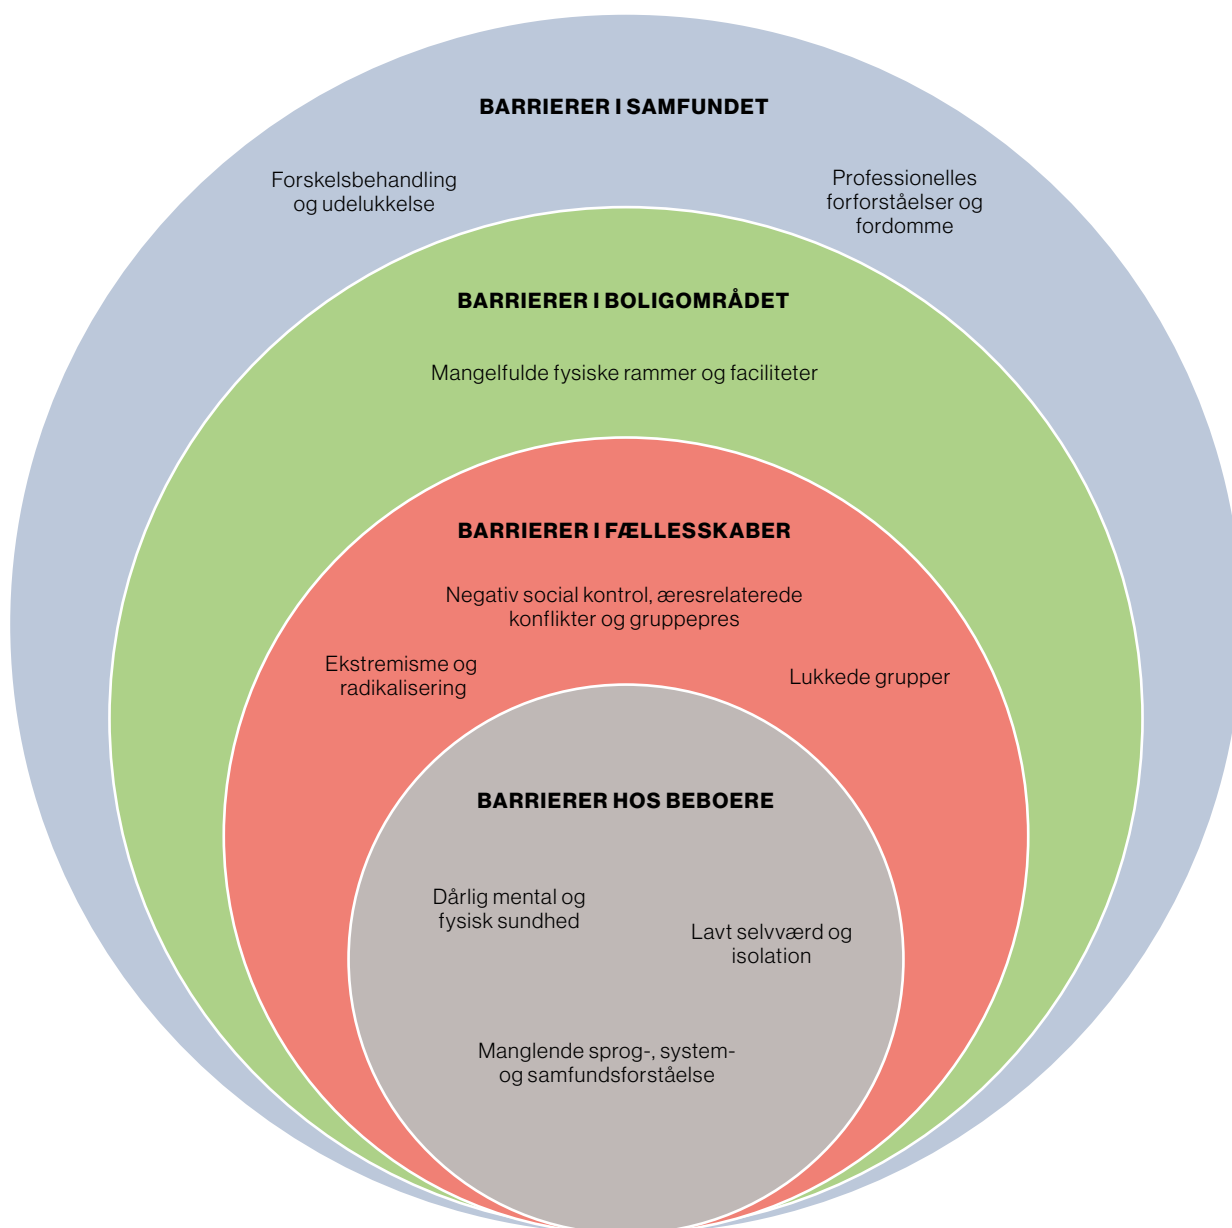 BARRIERER I SAMFUNDET
Forskelsbehandling
og udelukkelse
Professionelles
forforståelser og
fordomme
BARRIERER I BOLIGOMRÅDET
Mangelfulde fysiske rammer og faciliteter
BARRIERER I FÆLLESSKABER
Negativ social kontrol, æresrelaterede
konflikter og gruppepres
Ekstremisme og
radikalisering
Lukkede grupper
BARRIERER HOS BEBOERE
Dårlig mental og
fysisk sundhed
Lavt selvværd og
isolation
Manglende sprog-, system-
og samfundsforståelse